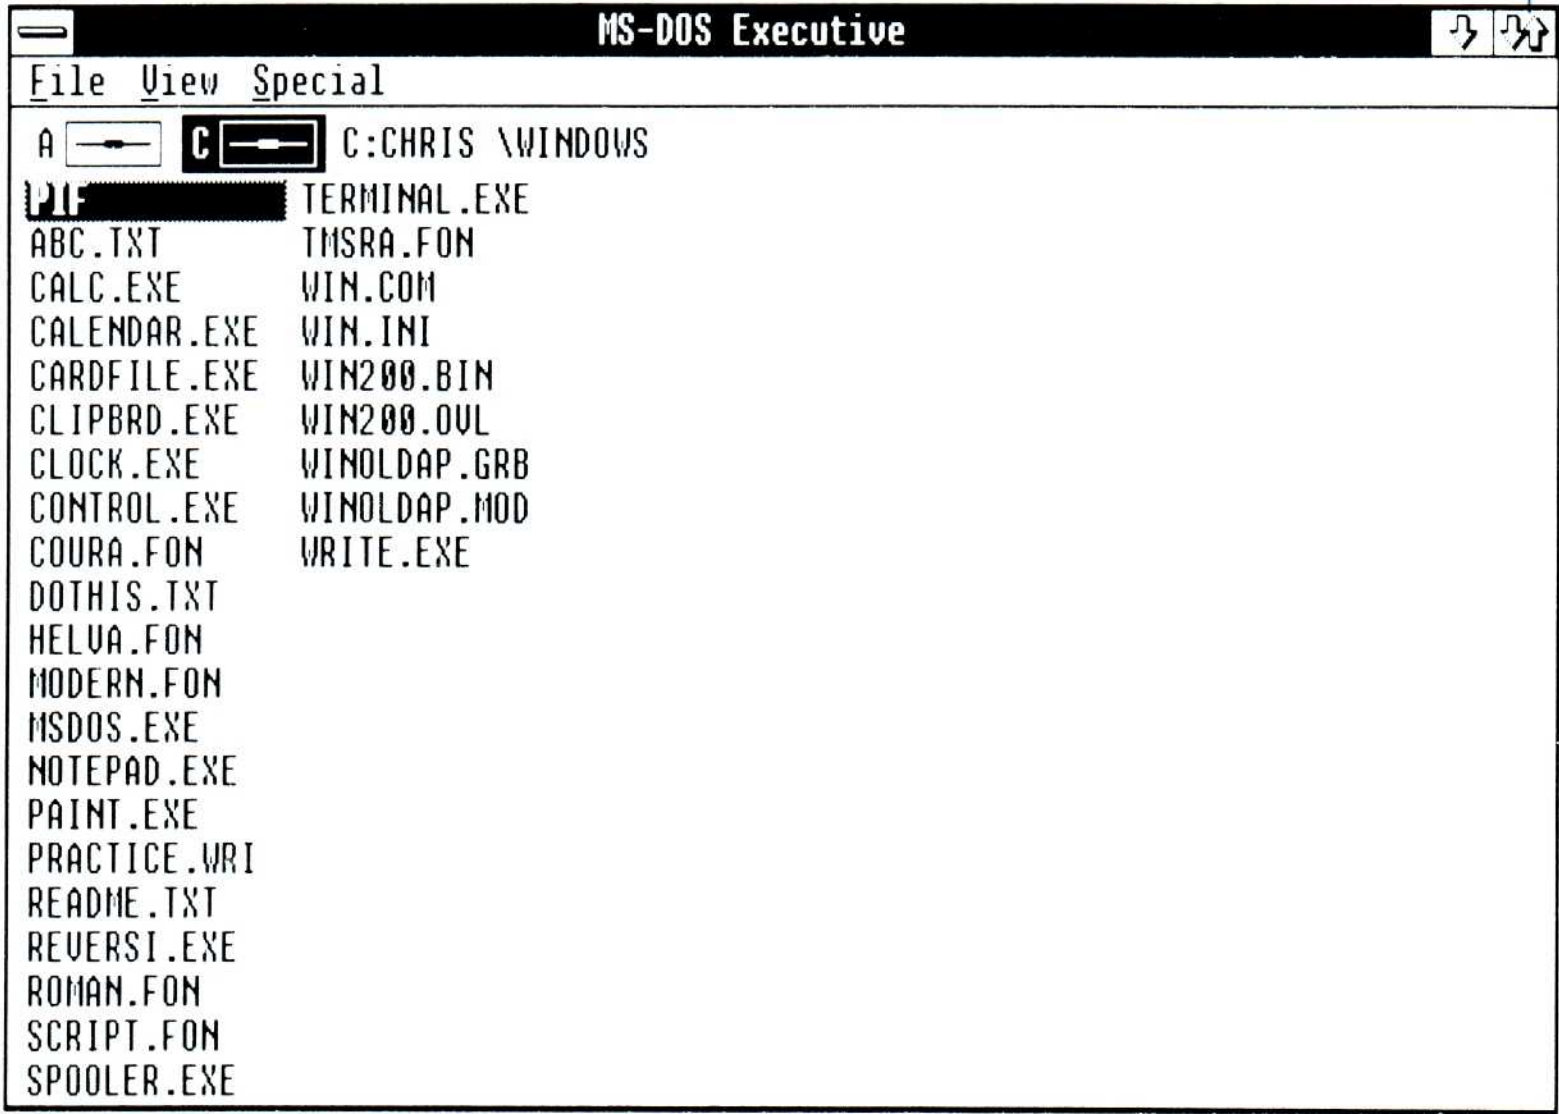 MS-DOS Executive
File View Special
A C C:CHRIS \WINDOWS
PIF
ABC.TXT
CALC.EXE
CALENDAR.EXE
CARDFILE.EXE
CLIPBRD.EXE
CLOCK.EXE
CONTROL.EXE
COURA.FON
DOTHIS.TXT
HELVA.FON
MODERN.FON
MSDOS.EXE
NOTEPAD.EXE
PAINT.EXE
PRACTICE.WRI
README.TXT
REVERSI.EXE
ROMAN.FON
SCRIPT.FON
SPOOLER.EXE
TERMINAL.EXE
TMSRA.FON
WIN.COM
WIN.INI
WIN200.BIN
WIN200.OVL
WINOLDAP.GRB
WINOLDAP.MOD
WRITE.EXE